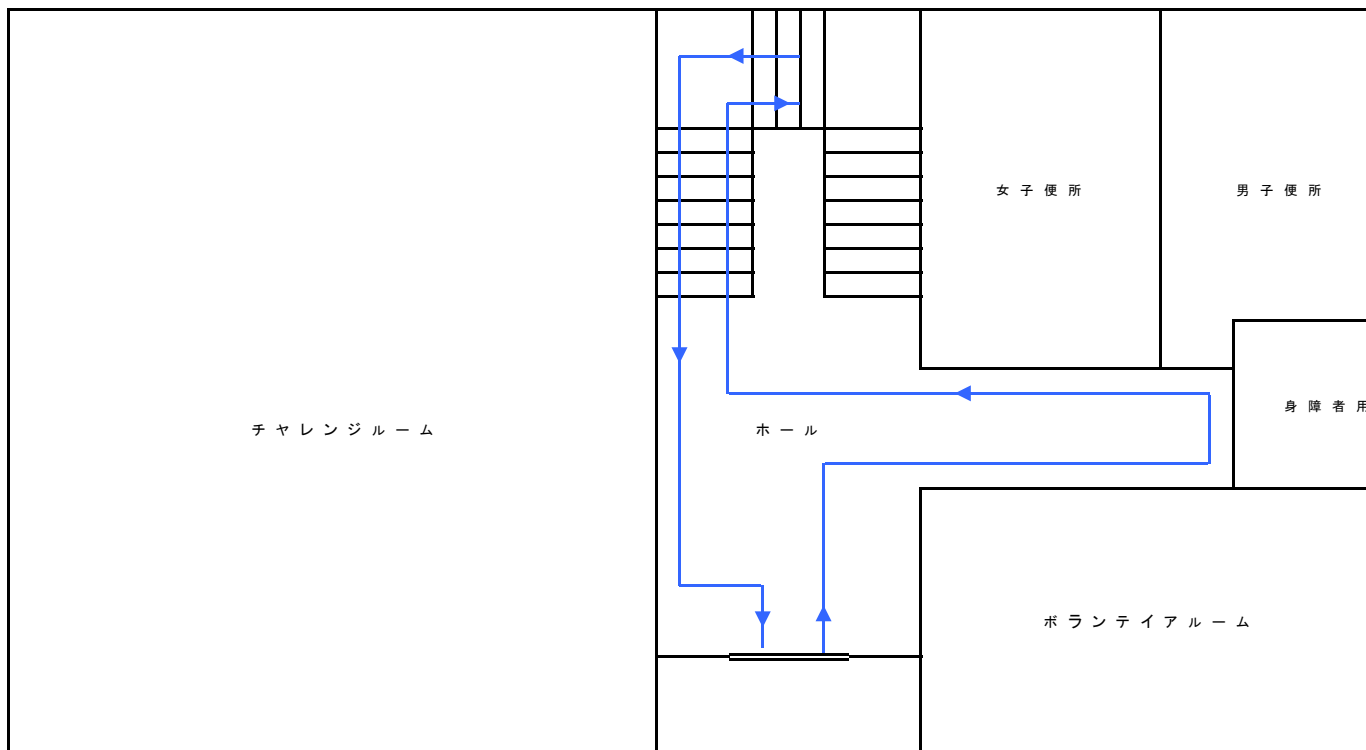 女子便所
男子便所
身障者用
チヤレンジルーム
ホール
ボランテイアルーム